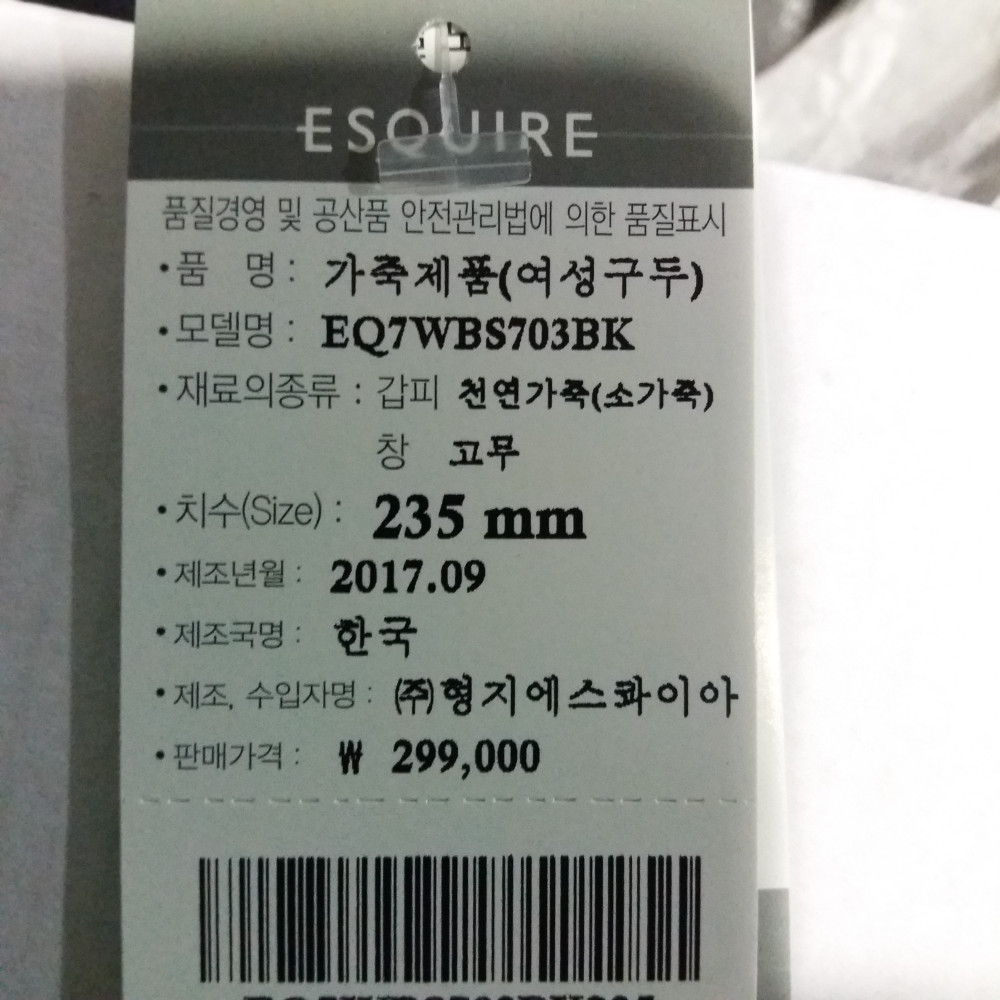 ESQUIRE
품질경영 및 공산품 안전관리법에 의한 품질표시
•품 명 : 가죽제품(여성구두)
•모델명 : EQ7WBS703BK
•재료의종류 : 갑피 천연가죽(소가죽)
창 고무
•치수(Size) : 235 mm
•제조년월 : 2017.09
•제조국명 : 한국
•제조, 수입자명 : ㈜형지에스콰이아
•판매가격 : ₩ 299,000